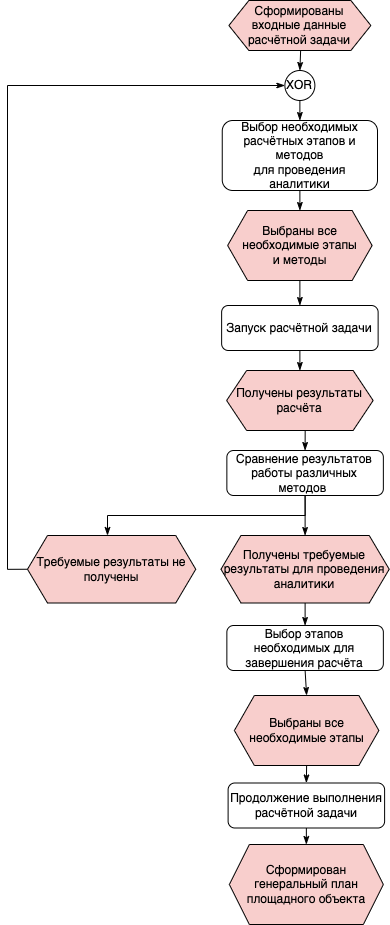 Сформированы
входные данные
расчётной задачи
XOR
Выбор необходимых
расчётных этапов и
методов
для проведения
аналитики
Выбраны все
необходимые этапы
и методы
Запуск расчётной задачи
Получены результаты
расчёта
Сравнение результатов
работы различных
методов
Требуемые результаты не
получены
Получены требуемые
результаты для проведения
аналитики
Выбор этапов
необходимых для
завершения расчёта
Выбраны все
необходимые этапы
Продолжение выполнения
расчётной задачи
Сформирован
генеральный план
площадного объекта